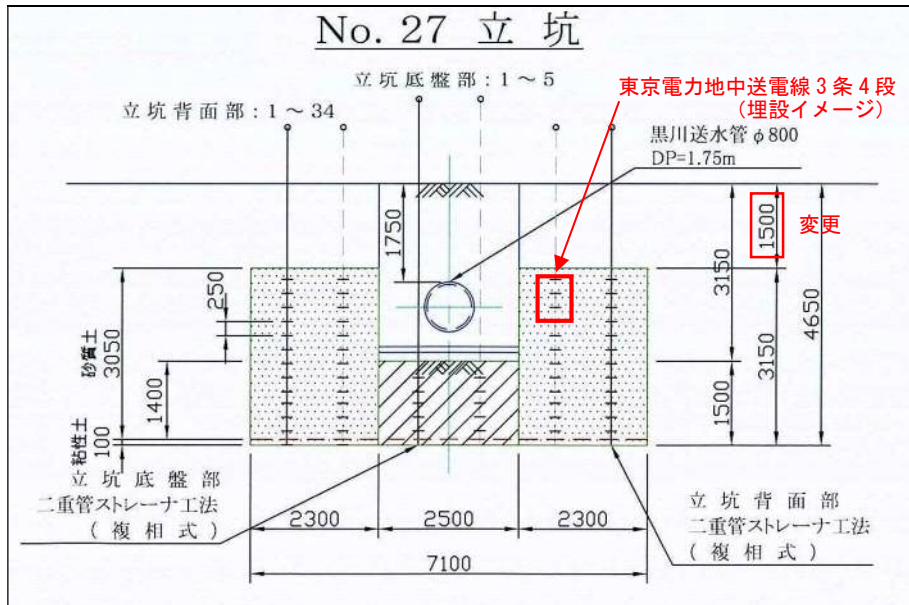 No. 27 立 坑
立坑底盤部:1～5
立坑背面部:1～34
東京電力地中送電線3条4段
(埋設イメージ)
黒川送水管φ800
DP=1.75m
1750
3150
1500
変更
4650
250
砂質土
3050
1400
1500
3150
粘性土
100
立坑底盤部
二重管ストレーナ工法
(複相式)
2300
2500
2300
7100
立坑背面部
二重管ストレーナ工法
(複相式)